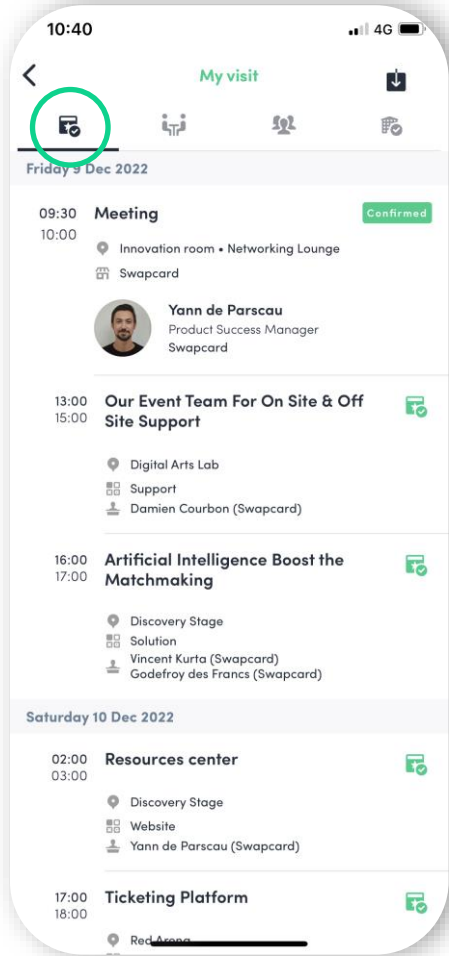 10:40
4G
My visit
Friday 9 Dec 2022
09:30 Meeting Confirmed
10:00
Innovation room • Networking Lounge
Swapcard
Yann de Parscau
Product Success Manager
Swapcard
13:00 Our Event Team For On Site & Off
15:00 Site Support
Digital Arts Lab
Support
Damien Courbon (Swapcard)
16:00 Artificial Intelligence Boost the
17:00 Matchmaking
Discovery Stage
Solution
Vincent Kurta (Swapcard)
Godefroy des Francs (Swapcard)
Saturday 10 Dec 2022
02:00 Resources center
03:00
Discovery Stage
Website
Yann de Parscau (Swapcard)
17:00 Ticketing Platform
18:00
Red Arena